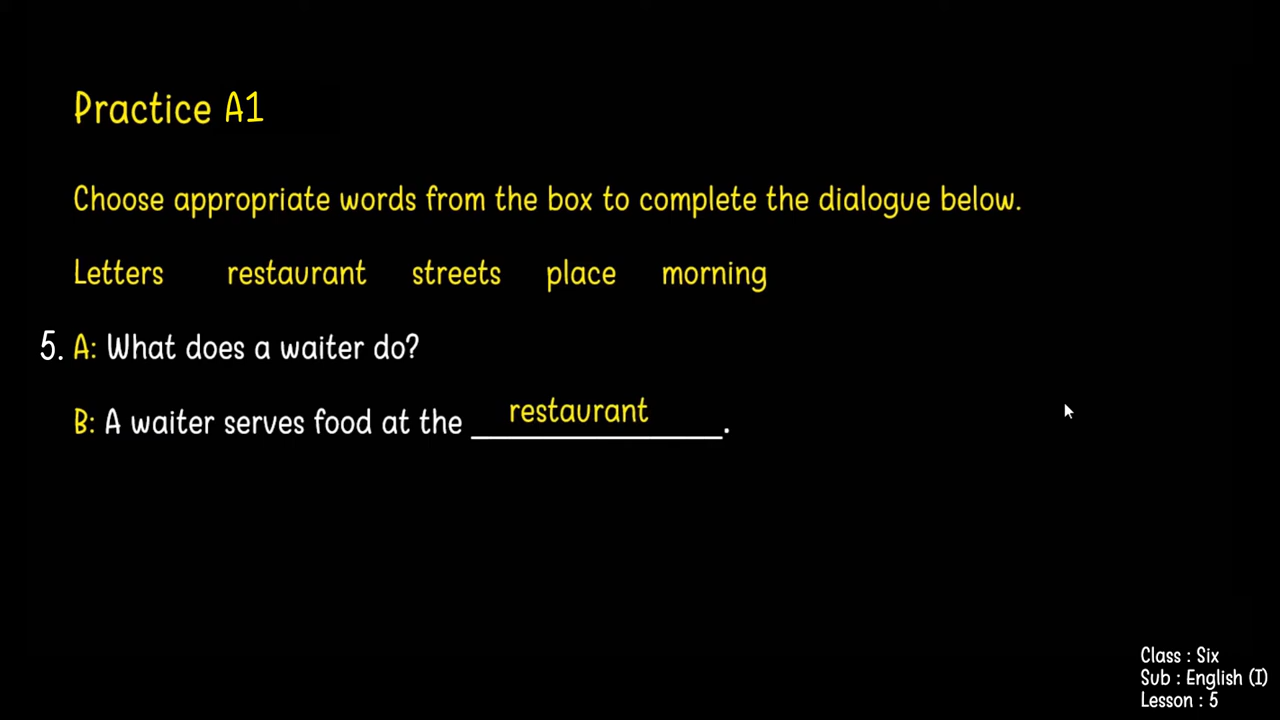 Practice A1
Choose appropriate words from the box to complete the dialogue below.
Letters restaurant streets place morning
5. A: What does a waiter do?
B: A waiter serves food at the restaurant.
Class : Six
Sub : English (I)
Lesson : 5